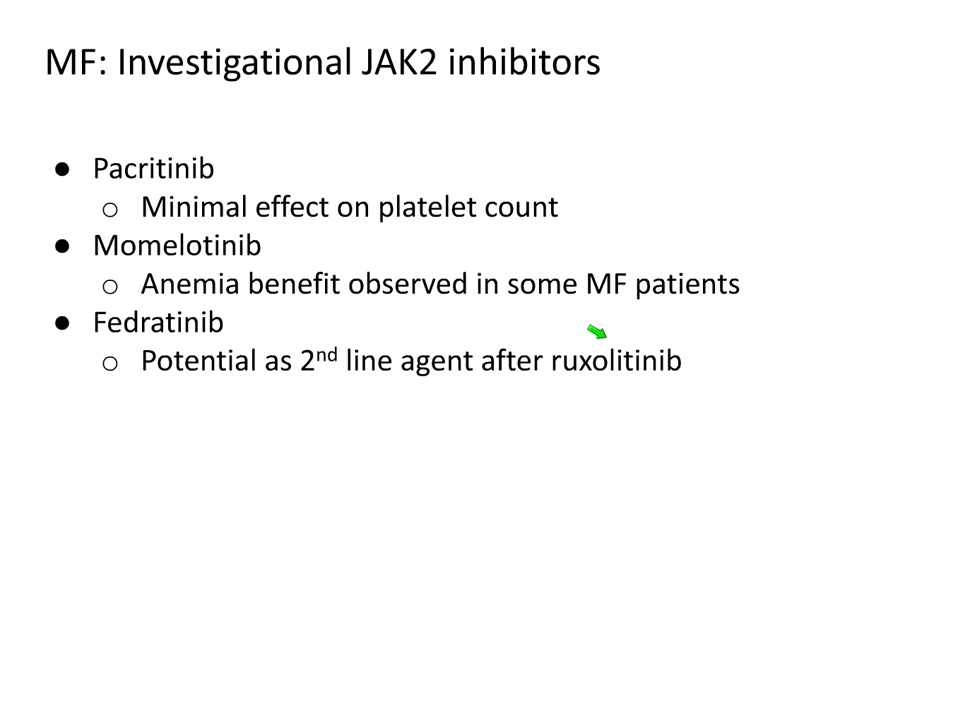 MF: Investigational JAK2 inhibitors
● Pacritinib
o Minimal effect on platelet count
● Momelotinib
o Anemia benefit observed in some MF patients
● Fedratinib
o Potential as 2nd line agent after ruxolitinib